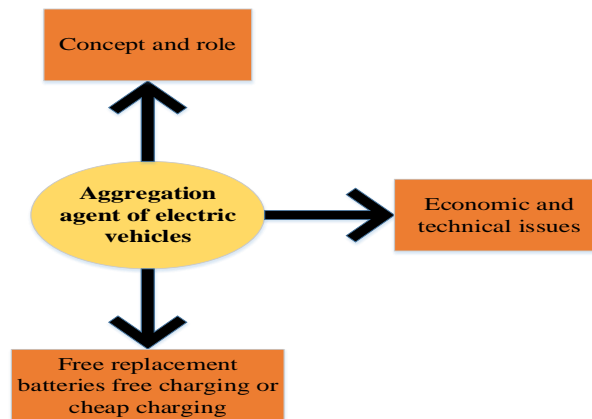 Concept and role
Aggregation
agent of electric
vehicles
Economic and
technical issues
Free replacement
batteries free charging or
cheap charging